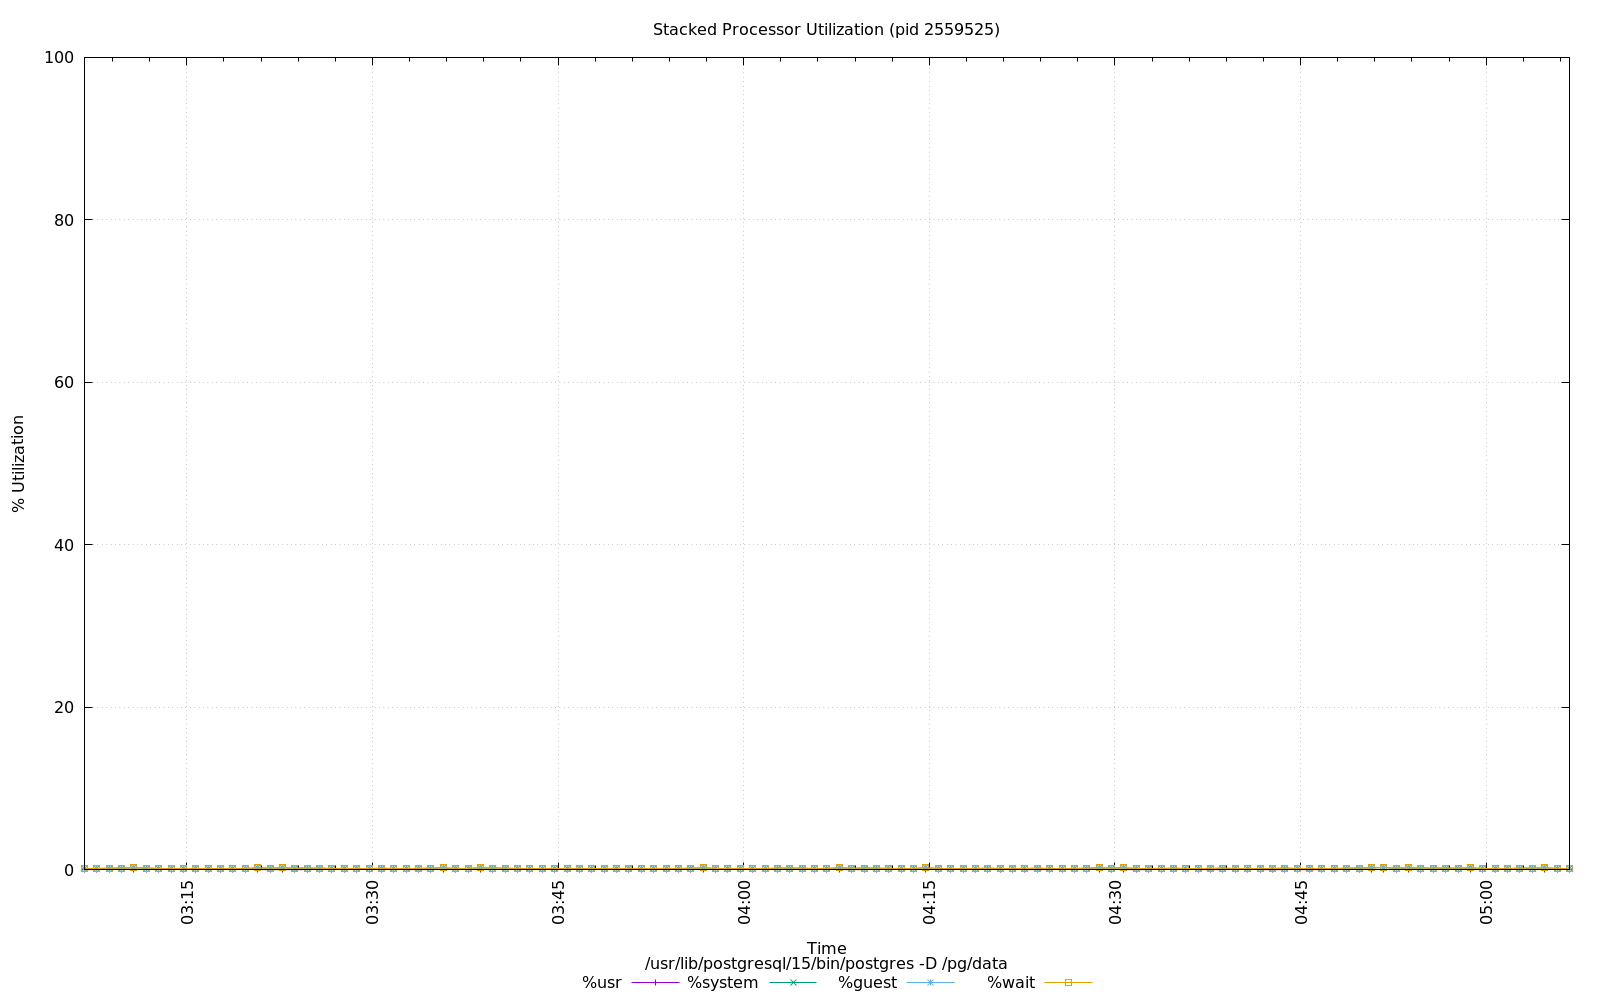 Stacked Processor Utilization (pid 2559525)
100
80
60
40
20
0
% Utilization
03:15
03:30
03:45
04:00
04:15
04:30
04:45
05:00
Time
/usr/lib/postgresql/15/bin/postgres -D /pg/data
%usr %system %guest %wait